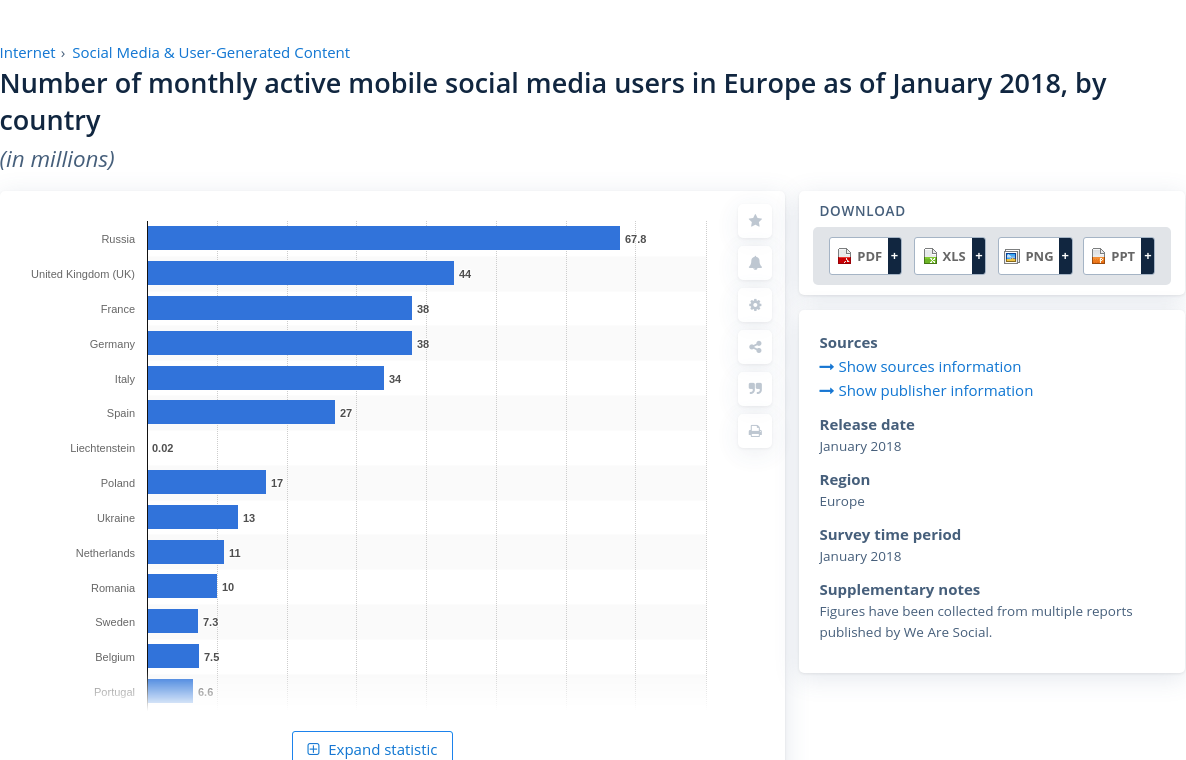 Internet › Social Media & User-Generated Content
Number of monthly active mobile social media users in Europe as of January 2018, by
country
(in millions)
Russia 67.8
United Kingdom (UK) 44
France 38
Germany 38
Italy 34
Spain 27
Liechtenstein 0.02
Poland 17
Ukraine 13
Netherlands 11
Romania 10
Sweden 7.3
Belgium 7.5
Portugal 6.6
Expand statistic
DOWNLOAD
PDF + XLS + PNG + PPT +
Sources
Show sources information
Show publisher information
Release date
January 2018
Region
Europe
Survey time period
January 2018
Supplementary notes
Figures have been collected from multiple reports
published by We Are Social.